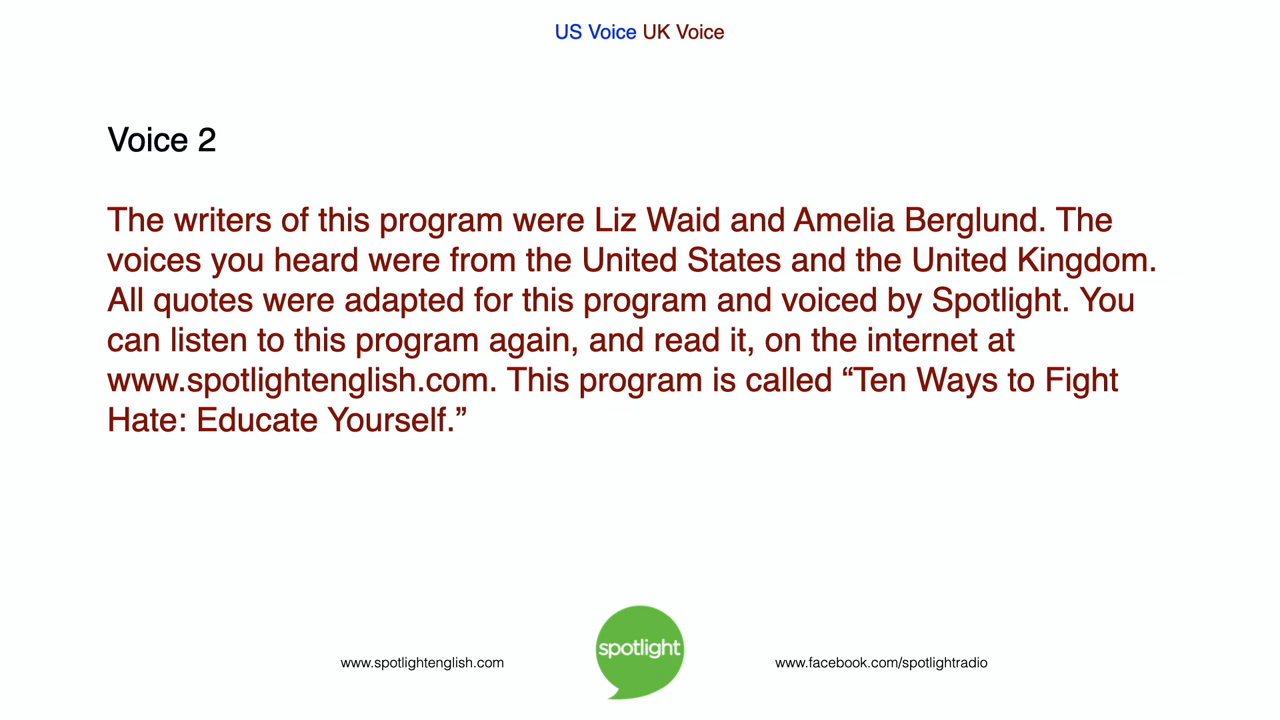 US Voice UK Voice
Voice 2
The writers of this program were Liz Waid and Amelia Berglund. The
voices you heard were from the United States and the United Kingdom.
All quotes were adapted for this program and voiced by Spotlight. You
can listen to this program again, and read it, on the internet at
www.spotlightenglish.com. This program is called “Ten Ways to Fight
Hate: Educate Yourself.”
www.spotlightenglish.com
spotlight
www.facebook.com/spotlightradio